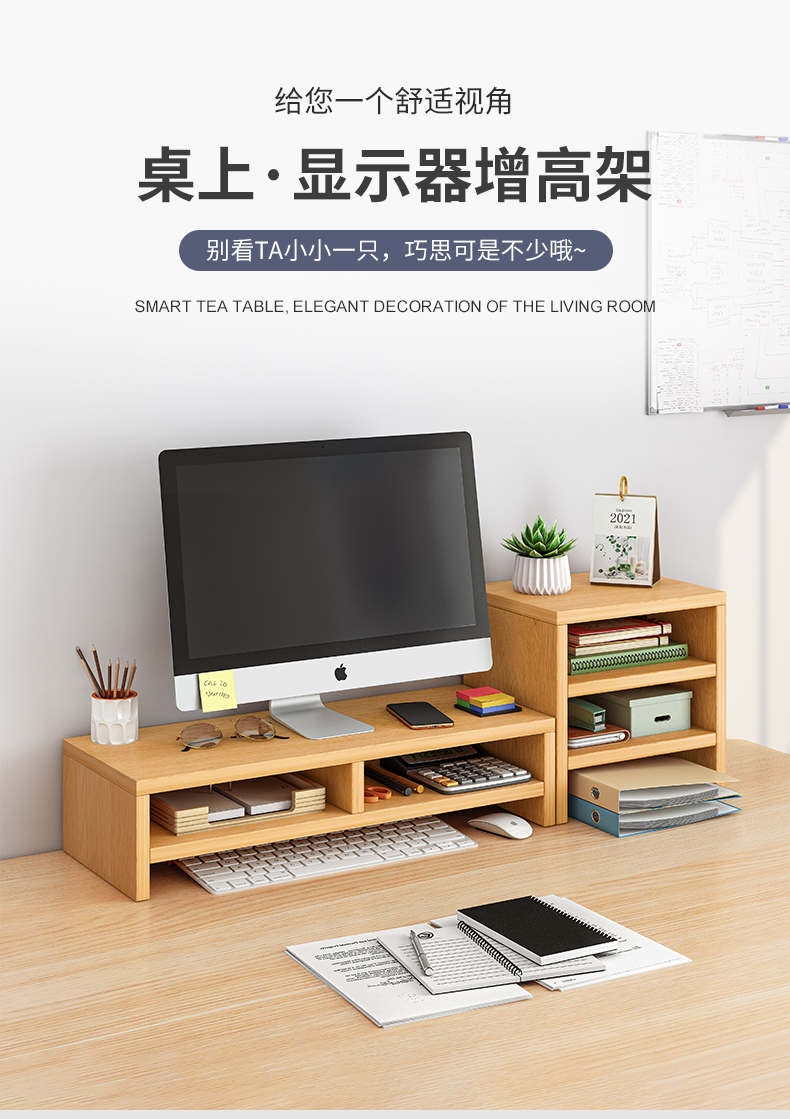 给您一个舒适视角
桌上·显示器增高架
别看TA小小一只，巧思可是不少哦~
SMART TEA TABLE, ELEGANT DECORATION OF THE LIVING ROOM
2021
CALL TO